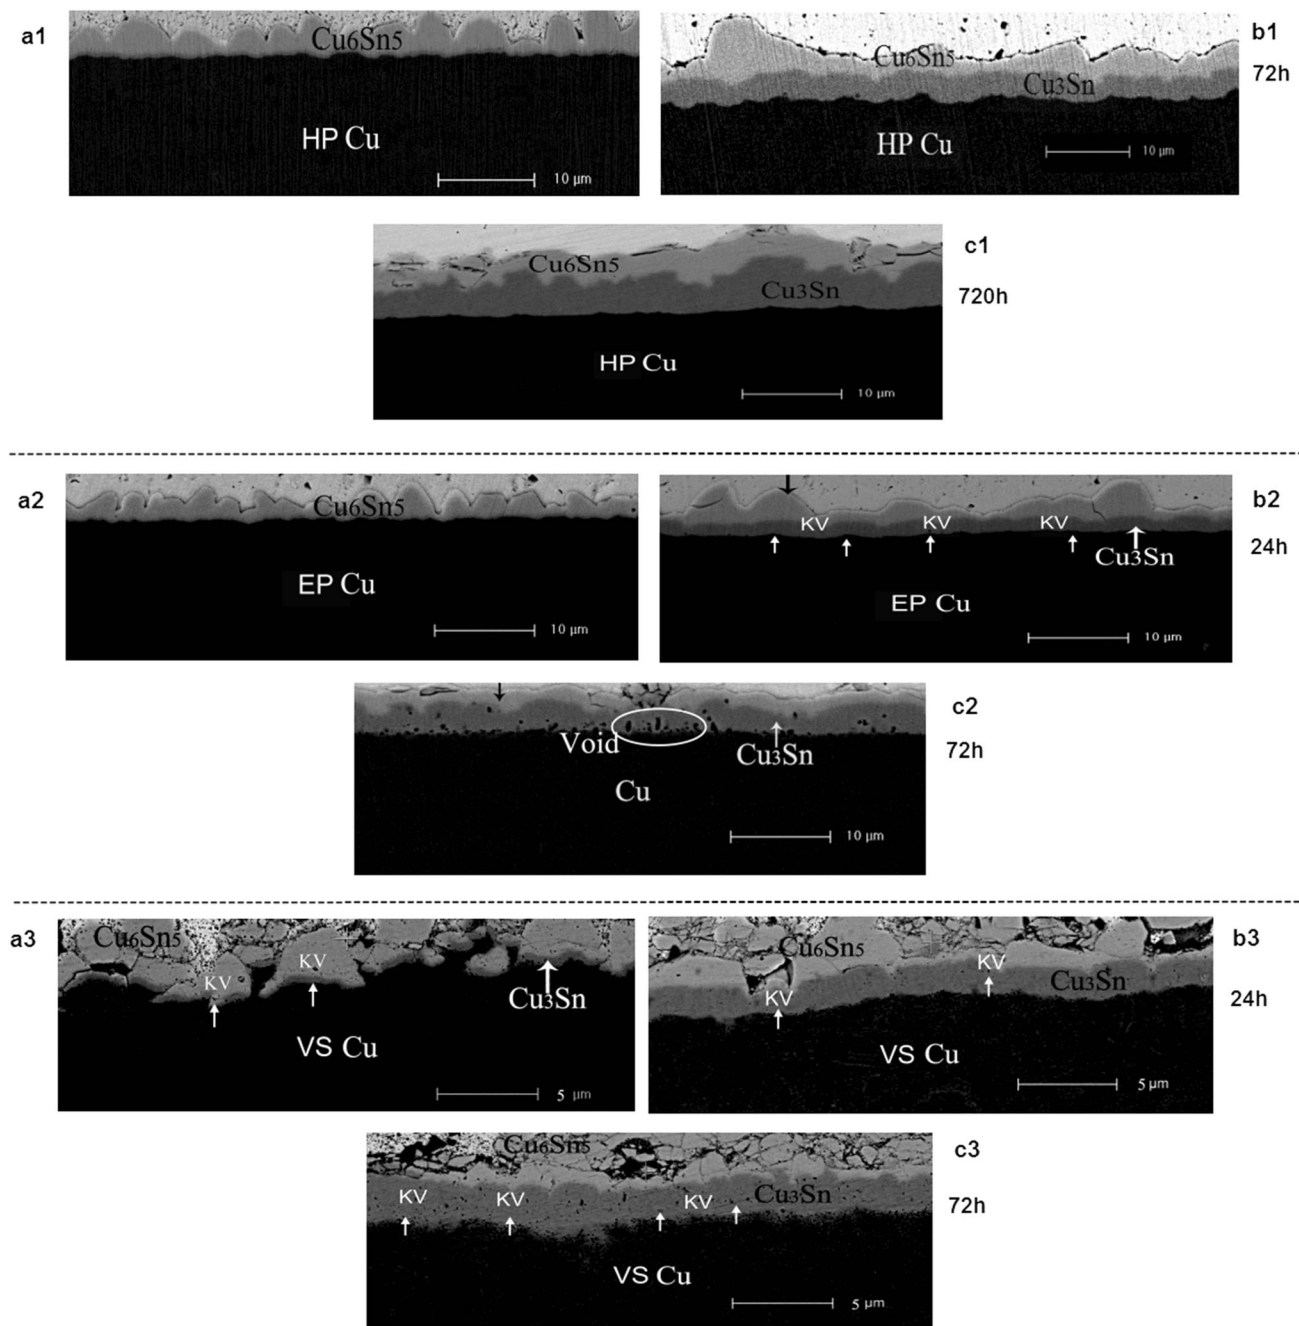 a1
Cu6Sn5
HP Cu
10 µm
b1
72h
Cu6Sn5
Cu3Sn
HP Cu
10 µm
c1
720h
Cu6Sn5
Cu3Sn
HP Cu
10 µm
a2
Cu6Sn5
EP Cu
10 µm
b2
24h
KV KV KV
Cu3Sn
EP Cu
10 µm
c2
72h
Void
Cu3Sn
Cu
10 µm
a3
Cu6Sn5
KV KV
Cu3Sn
VS Cu
5 µm
b3
24h
Cu6Sn5
KV
KV
Cu3Sn
VS Cu
5 µm
c3
72h
Cu6Sn5
KV KV KV
Cu3Sn
VS Cu
5 µm